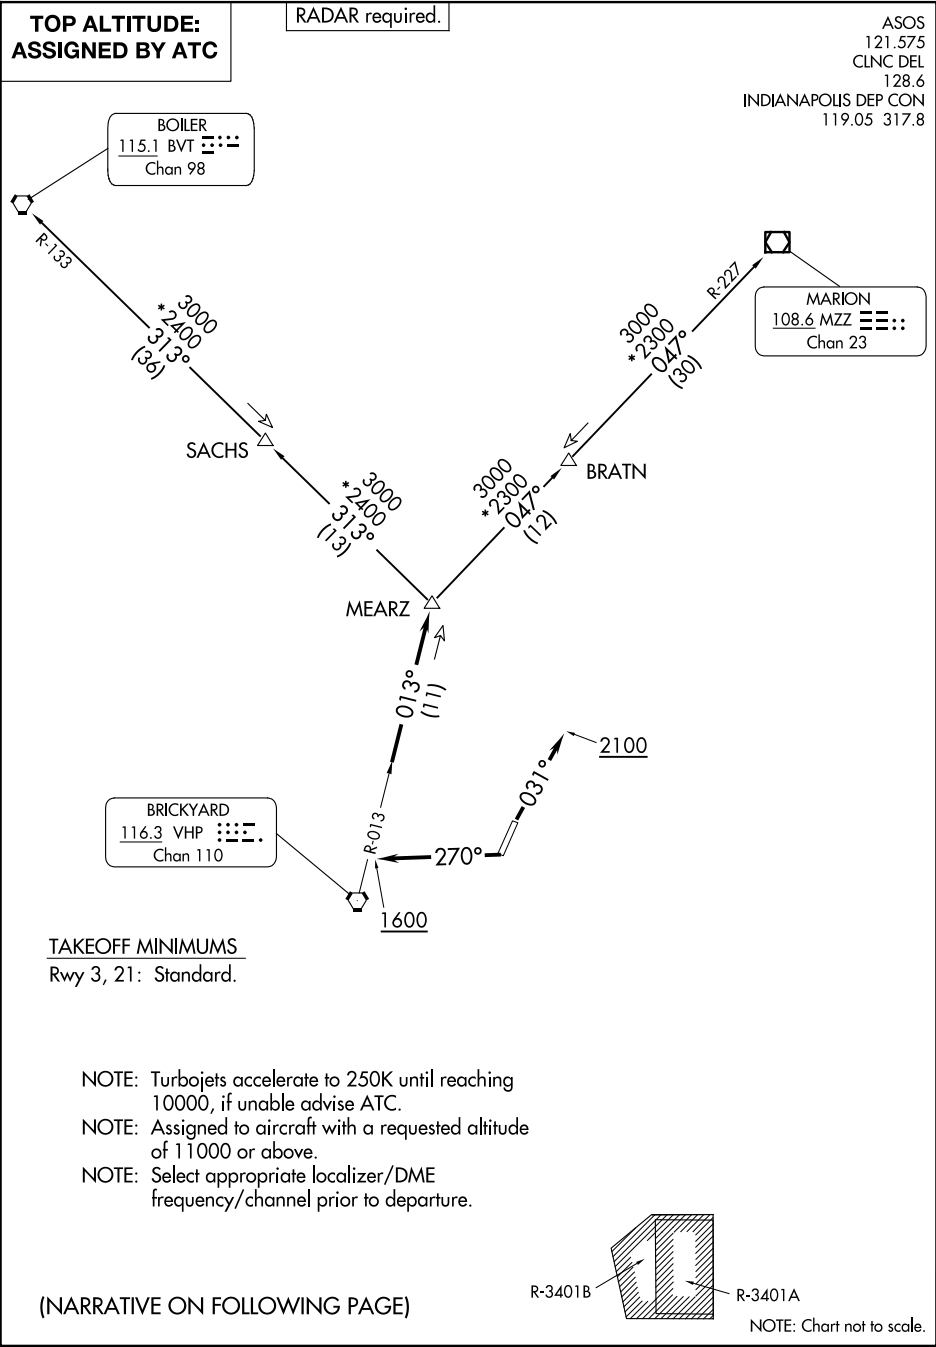 TOP ALTITUDE:
ASSIGNED BY ATC
RADAR required.
ASOS
121.575
CLNC DEL
128.6
INDIANAPOLIS DEP CON
119.05 317.8
BOILER
115.1 BVT
Chan 98
R-133
3000
*2400
313°
(36)
R-227
MARION
108.6 MZZ
Chan 23
3000
*2300
047°
(30)
SACHS
BRATN
3000
*2400
313°
(13)
3000
*2300
047°
(12)
MEARZ
013°
(11)
2100
031°
BRICKYARD
116.3 VHP
Chan 110
R-013
270°
1600
TAKEOFF MINIMUMS
Rwy 3, 21: Standard.
NOTE: Turbojets accelerate to 250K until reaching
10000, if unable advise ATC.
NOTE: Assigned to aircraft with a requested altitude
of 11000 or above.
NOTE: Select appropriate localizer/DME
frequency/channel prior to departure.
R-3401B
R-3401A
(NARRATIVE ON FOLLOWING PAGE)
NOTE: Chart not to scale.